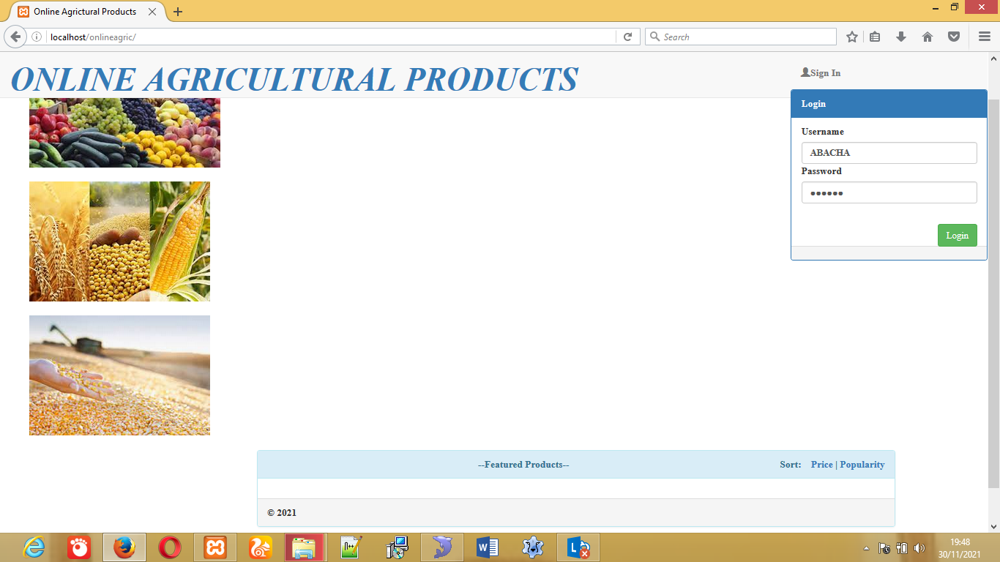 Online Agrictural Products
localhost/onlineagric/
Search
ONLINE AGRICULTURAL PRODUCTS
Sign In
Login
Username
ABACHA
Password
••••••
Login
--Featured Products--
Sort: Price | Popularity
© 2021
19:48
30/11/2021